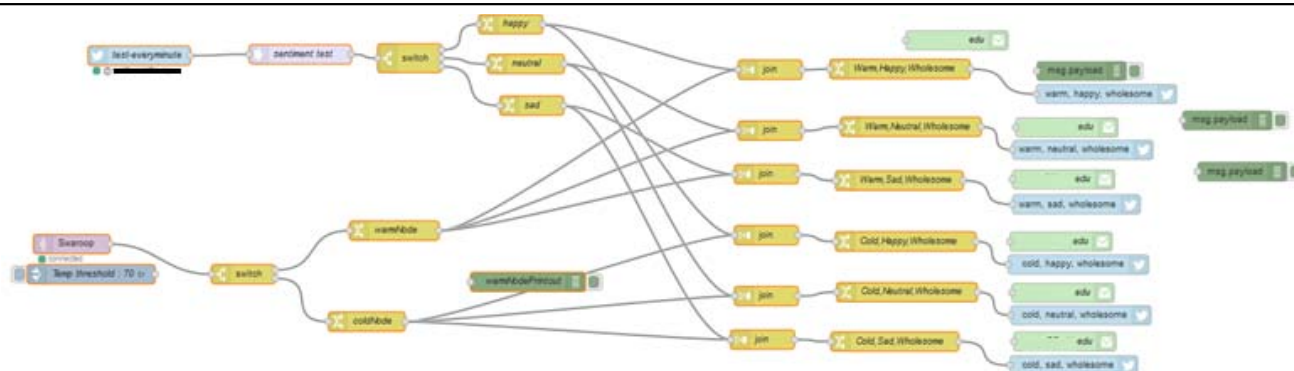 happy
edu
test-everyminute
sentiment test
switch
neutral
join
Warm,Happy,Wholesome
msg.payload
warm, happy, wholesome
sad
join
Warm,Neutral,Wholesome
edu
msg.payload
warm, neutral, wholesome
join
Warm,Sad,Wholesome
edu
msg.payload
warm, sad, wholesome
warmNode
join
Cold,Happy,Wholesome
edu
cold, happy, wholesome
Swaroop
connected
switch
Temp threshold : 70
warmNodePrintout
join
Cold,Neutral,Wholesome
edu
cold, neutral, wholesome
coldNode
join
Cold,Sad,Wholesome
edu
cold, sad, wholesome